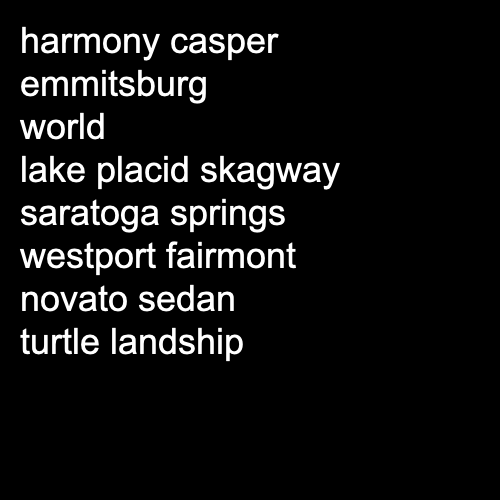 harmony casper
emmitsburg
world
lake placid skagway
saratoga springs
westport fairmont
novato sedan
turtle landship